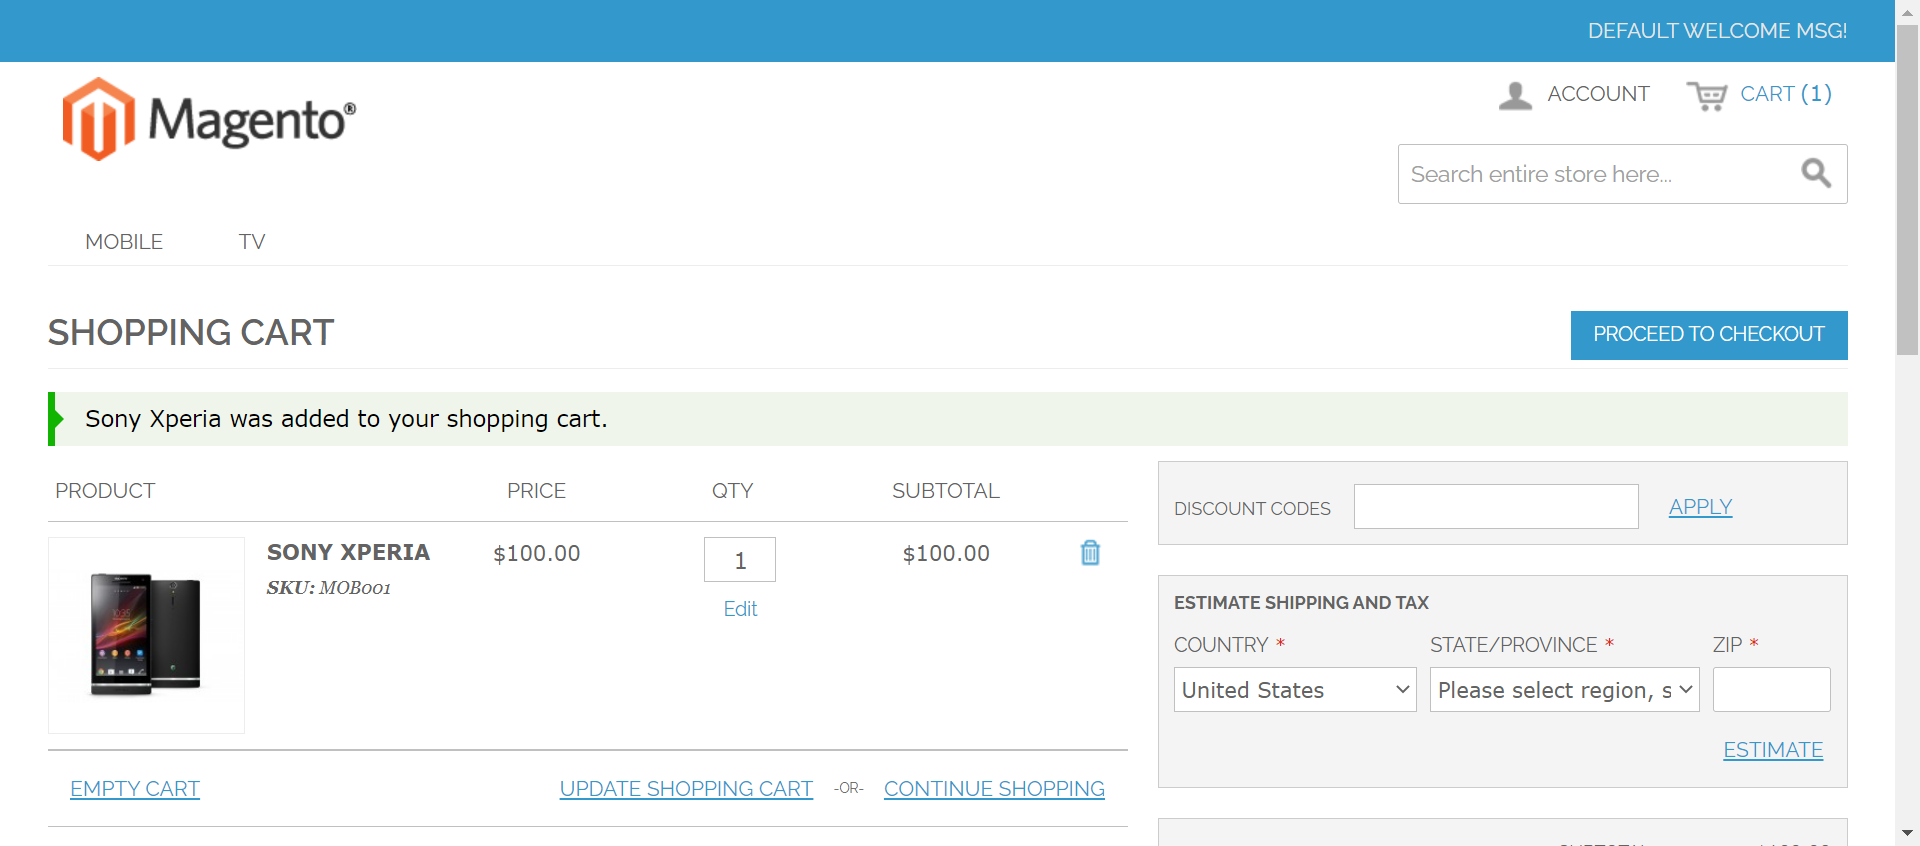 DEFAULT WELCOME MSG!
Magento®
ACCOUNT
CART (1)
Search entire store here...
MOBILE
TV
SHOPPING CART
PROCEED TO CHECKOUT
Sony Xperia was added to your shopping cart.
PRODUCT PRICE QTY SUBTOTAL
SONY XPERIA $100.00 1 $100.00
SKU: MOB001
Edit
EMPTY CART UPDATE SHOPPING CART -OR- CONTINUE SHOPPING
DISCOUNT CODES APPLY
ESTIMATE SHIPPING AND TAX
COUNTRY * STATE/PROVINCE * ZIP *
United States Please select region, s
ESTIMATE